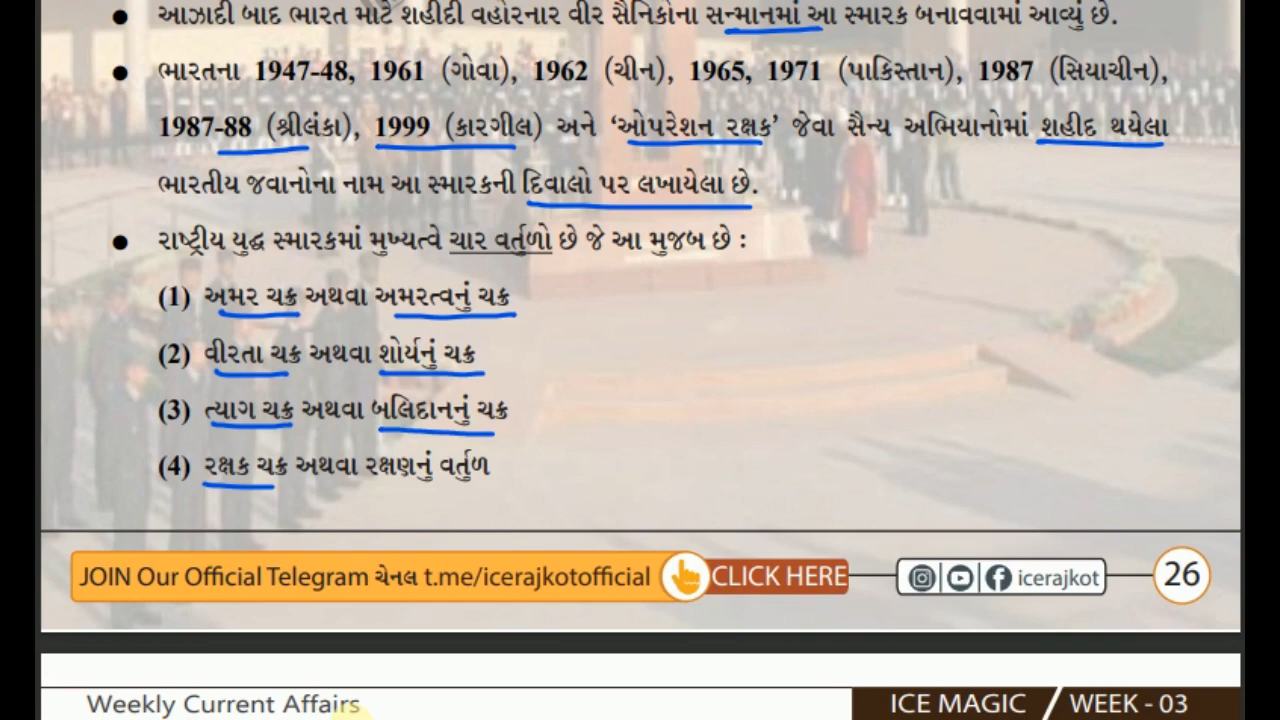 ● આઝાદી બાદ ભારત માટે શહીદી વહોરનાર વીર સૈનિકોના સન્માનમાં આ સ્મારક બનાવવામાં આવ્યું છે.
● ભારતના 1947-48, 1961 (ગોવા), 1962 (ચીન), 1965, 1971 (પાકિસ્તાન), 1987 (સિયાચીન),
1987-88 (શ્રીલંકા), 1999 (કારગીલ) અને ‘ઓપરેશન રક્ષક’ જેવા સૈન્ય અભિયાનોમાં શહીદ થયેલા
ભારતીય જવાનોના નામ આ સ્મારકની દિવાલો પર લખાયેલા છે.
● રાષ્ટ્રીય યુદ્ધ સ્મારકમાં મુખ્યત્વે ચાર વર્તુળો છે જે આ મુજબ છે :
(1) અમર ચક્ર અથવા અમરત્વનું ચક્ર
(2) વીરતા ચક્ર અથવા શોર્યનું ચક્ર
(3) ત્યાગ ચક્ર અથવા બલિદાનનું ચક્ર
(4) રક્ષક ચક્ર અથવા રક્ષણનું વર્તુળ
JOIN Our Official Telegram ચેનલ t.me/icerajkotofficial CLICK HERE icerajkot 26
Weekly Current Affairs ICE MAGIC / WEEK - 03